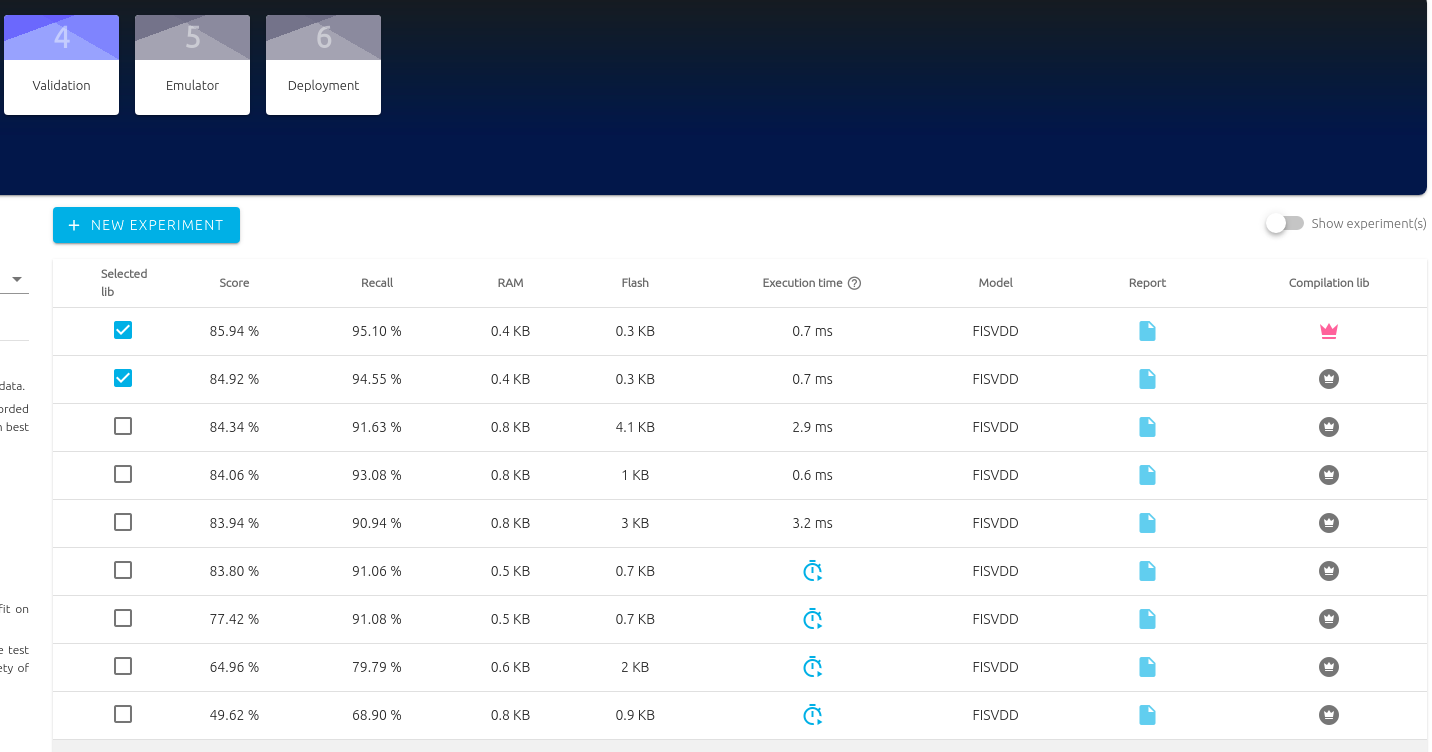 4
Validation
5
Emulator
6
Deployment
+ NEW EXPERIMENT
Show experiment(s)
data.
orded
n best
fit on
e test
ety of
Selected lib Score Recall RAM Flash Execution time ? Model Report Compilation lib
85.94 % 95.10 % 0.4 KB 0.3 KB 0.7 ms FISVDD
84.92 % 94.55 % 0.4 KB 0.3 KB 0.7 ms FISVDD
84.34 % 91.63 % 0.8 KB 4.1 KB 2.9 ms FISVDD
84.06 % 93.08 % 0.8 KB 1 KB 0.6 ms FISVDD
83.94 % 90.94 % 0.8 KB 3 KB 3.2 ms FISVDD
83.80 % 91.06 % 0.5 KB 0.7 KB FISVDD
77.42 % 91.08 % 0.5 KB 0.7 KB FISVDD
64.96 % 79.79 % 0.6 KB 2 KB FISVDD
49.62 % 68.90 % 0.8 KB 0.9 KB FISVDD